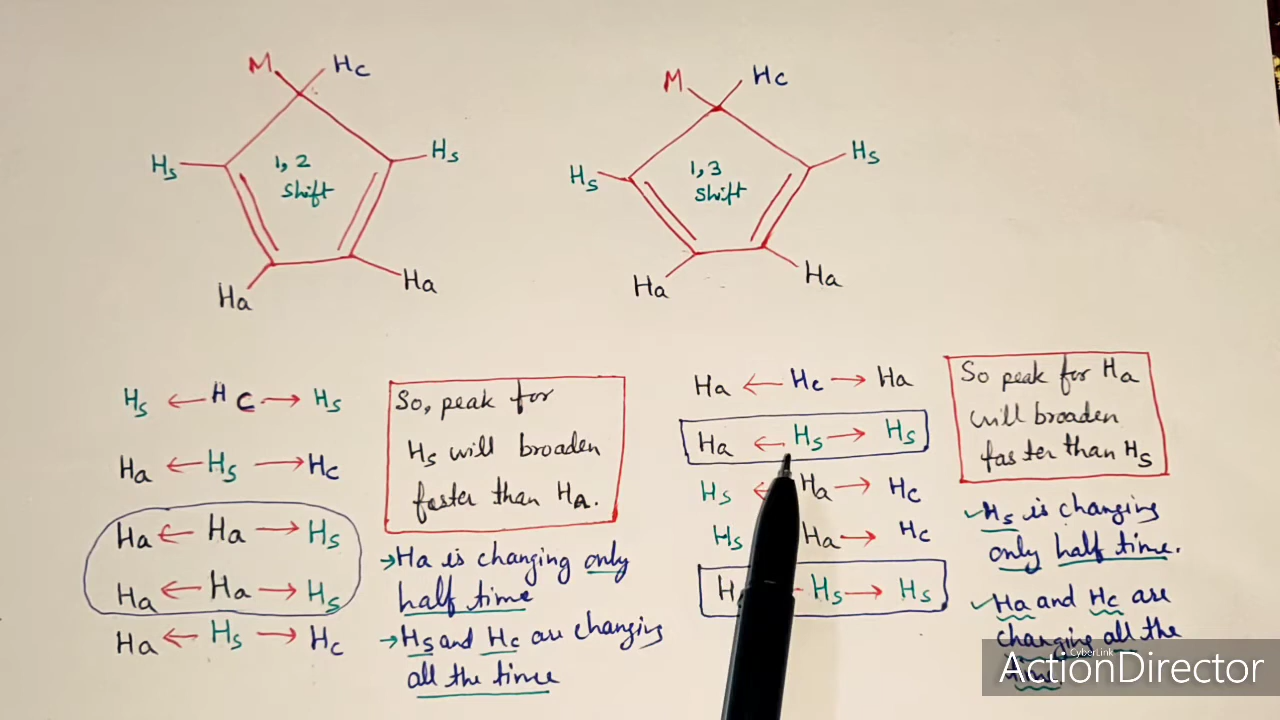 M Hc
Hs 1,2 shift Hs
Ha Ha
M Hc
Hs 1,3 shift Hs
Ha Ha
Hs ← Hc → Hs
Ha ← Hs → Hc
Ha ← Ha → Hs
Ha ← Ha → Hs
Ha ← Hs → Hc
So, peak for
Hs will broaden
faster than Ha.
→ Ha is changing only
half time
→ Hs and Hc are changing
all the time
Ha ← Hc → Ha
Ha ← Hs → Hs
Hs ← Ha → Hc
Hs Ha → Hc
Hs → Hs
So peak for Ha
will broaden
faster than Hs
✓ Hs is changing
only half time.
✓ Ha and Hc are
changing all the
time
CyberLink
ActionDirector